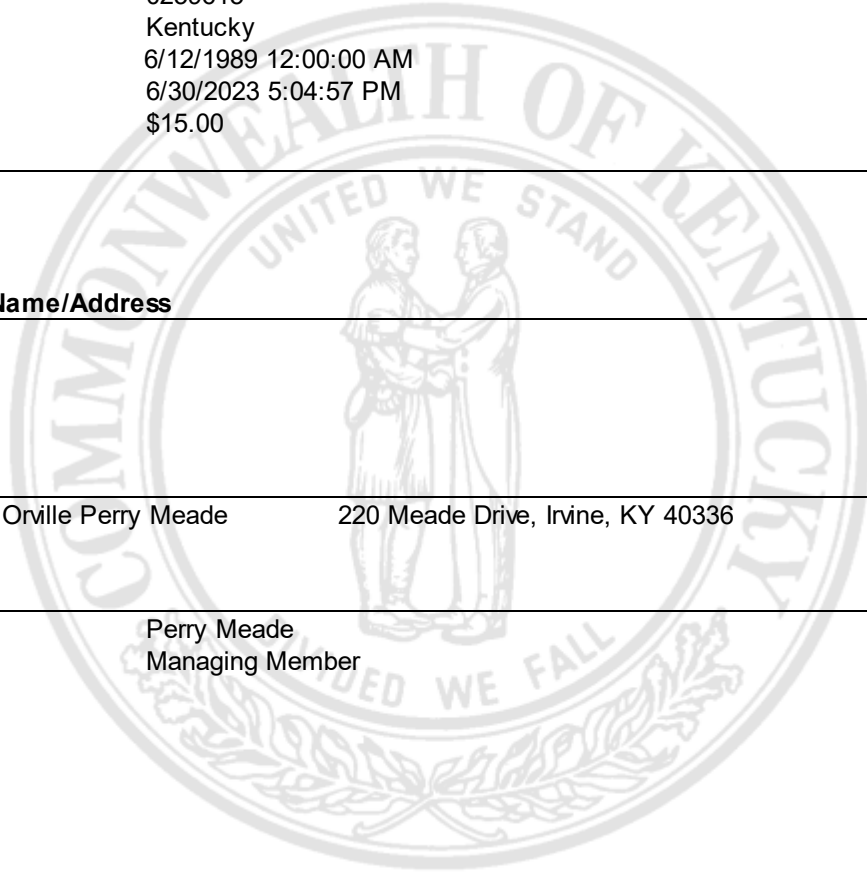 Kentucky
6/12/1989 12:00:00 AM
6/30/2023 5:04:57 PM
$15.00
COMMONWEALTH OF KENTUCKY
UNITED WE STAND
Name/Address
Orville Perry Meade 220 Meade Drive, Irvine, KY 40336
Perry Meade
Managing Member
DIVIDED WE FALL